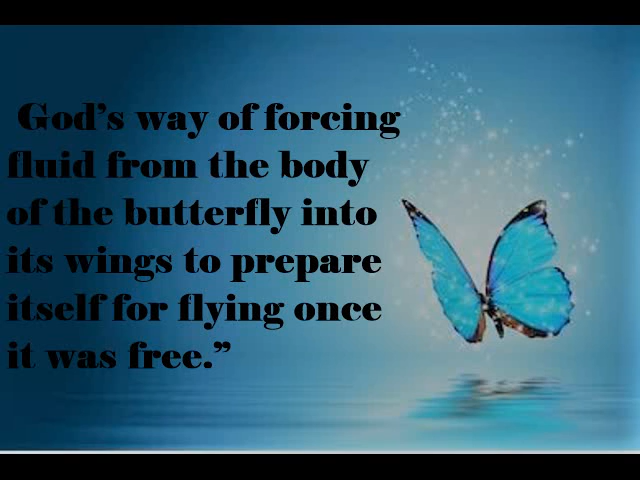 God’s way of forcing
fluid from the body
of the butterfly into
its wings to prepare
itself for flying once
it was free.”